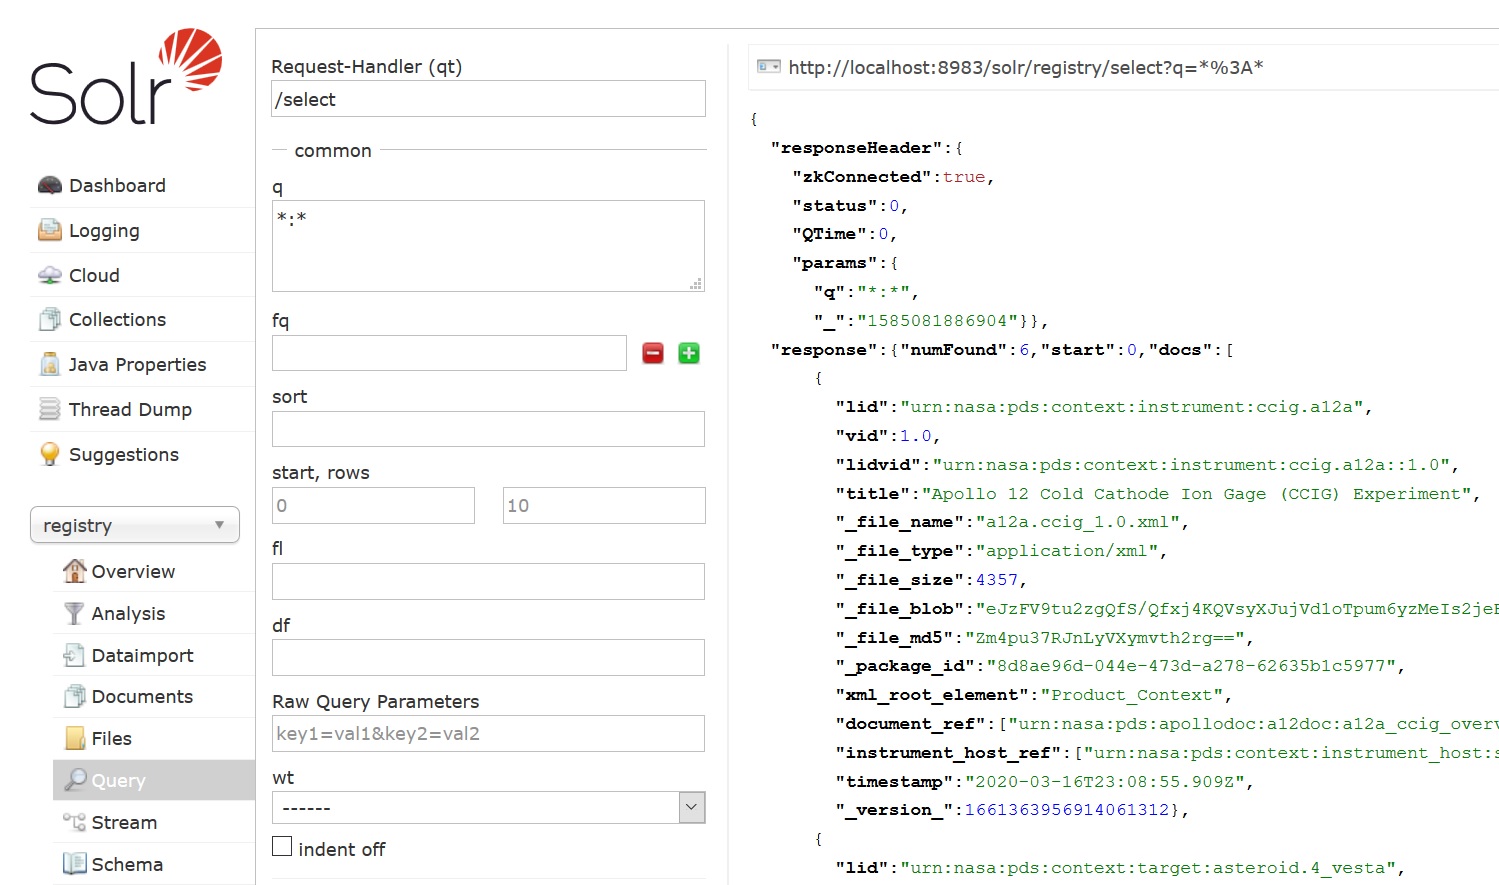 Solr
Dashboard
Logging
Cloud
Collections
Java Properties
Thread Dump
Suggestions
registry
Overview
Analysis
Dataimport
Documents
Files
Query
Stream
Schema
Request-Handler (qt)
/select
common
q
*:*
fq
sort
start, rows
0 10
fl
df
Raw Query Parameters
key1=val1&key2=val2
wt
------
indent off
http://localhost:8983/solr/registry/select?q=*%3A*
{
"responseHeader":{
"zkConnected":true,
"status":0,
"QTime":0,
"params":{
"q":"*:*",
"_":"1585081886904"}},
"response":{"numFound":6,"start":0,"docs":[
{
"lid":"urn:nasa:pds:context:instrument:ccig.a12a",
"vid":1.0,
"lidvid":"urn:nasa:pds:context:instrument:ccig.a12a::1.0",
"title":"Apollo 12 Cold Cathode Ion Gage (CCIG) Experiment",
"_file_name":"a12a.ccig_1.0.xml",
"_file_type":"application/xml",
"_file_size":4357,
"_file_blob":"eJzFV9tu2zgQfS/Qfxj4KQVsyXJujVd1oTpum6yzMeIs2jeF
"_file_md5":"Zm4pu37RJnLyVXymvth2rg==",
"_package_id":"8d8ae96d-044e-473d-a278-62635b1c5977",
"xml_root_element":"Product_Context",
"document_ref":["urn:nasa:pds:apollodoc:a12doc:a12a_ccig_overv
"instrument_host_ref":["urn:nasa:pds:context:instrument_host:s
"timestamp":"2020-03-16T23:08:55.909Z",
"_version_":1661363956914061312},
{
"lid":"urn:nasa:pds:context:target:asteroid.4_vesta",